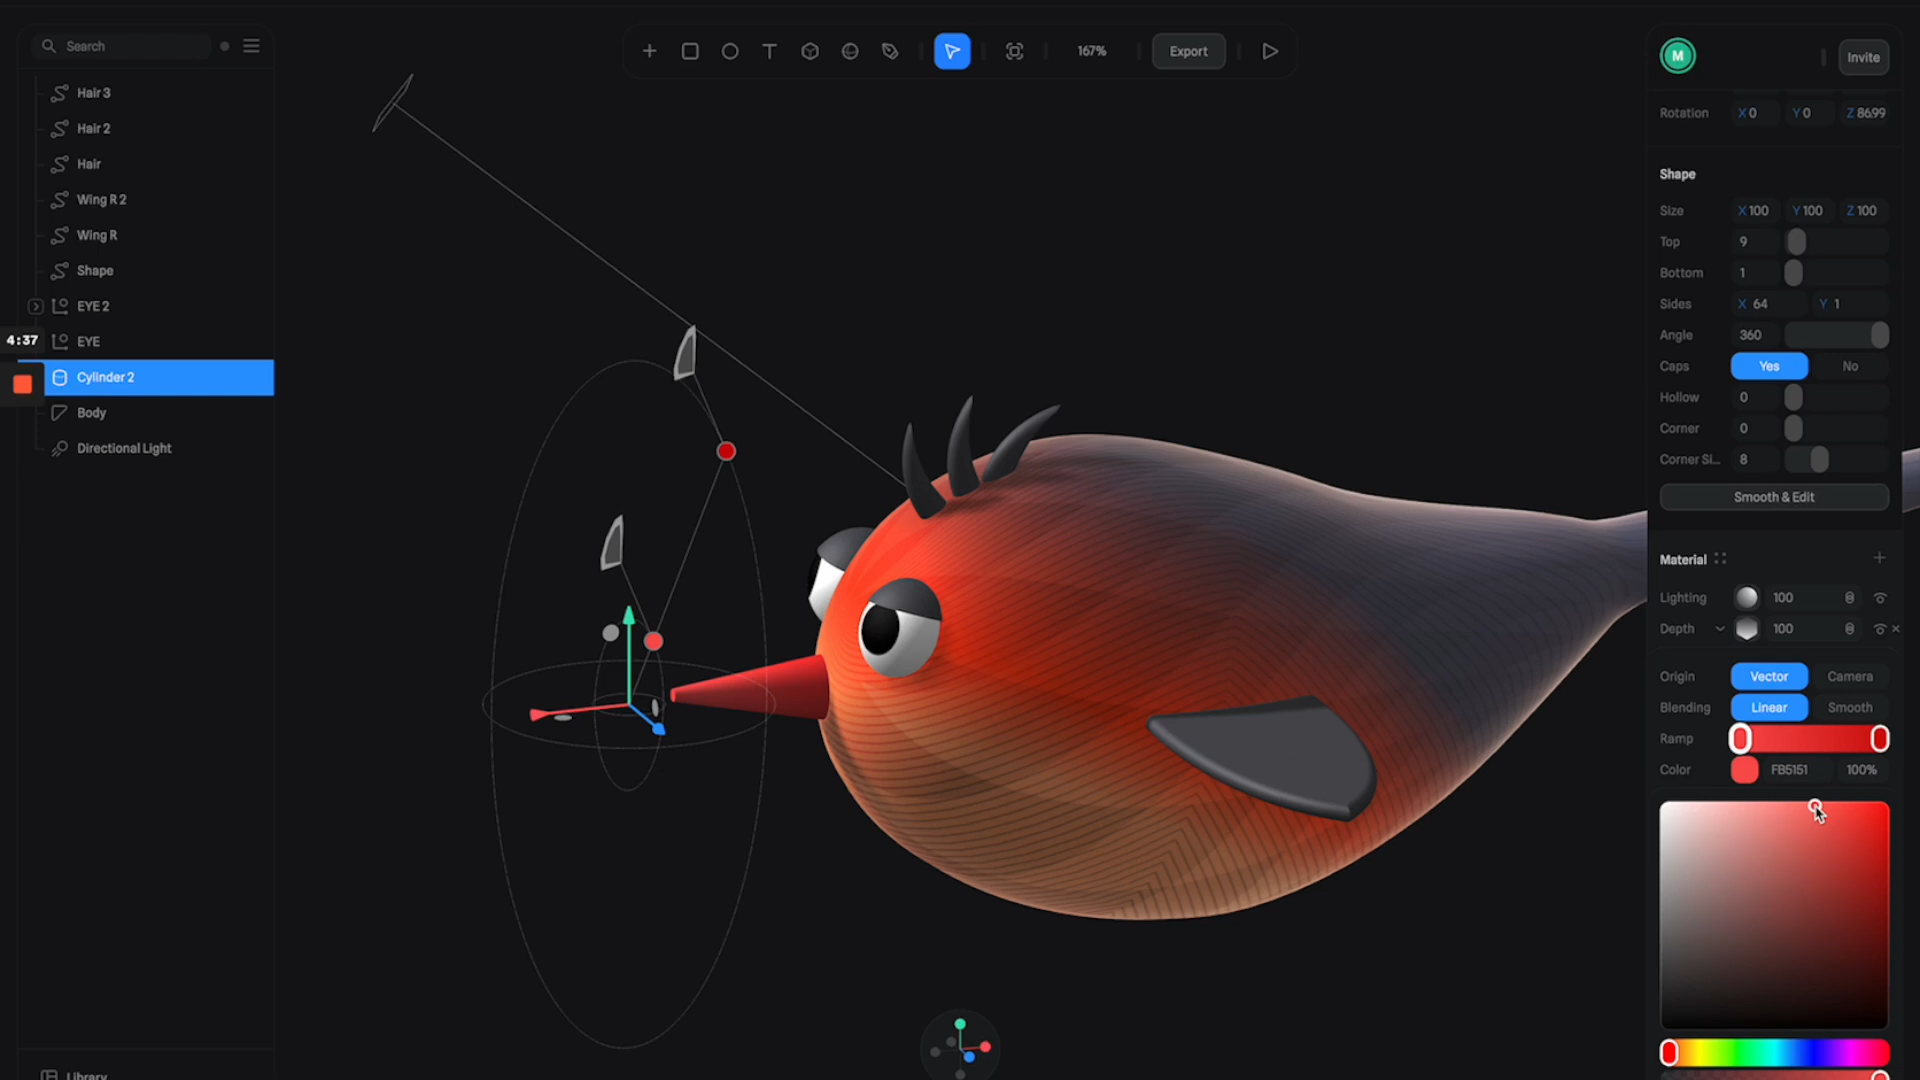 Search
Hair 3
Hair 2
Hair
Wing R 2
Wing R
Shape
EYE 2
4:37
EYE
Cylinder 2
Body
Directional Light
Library
T
167%
Export
M
Invite
Rotation X 0 Y 0 Z 86.99
Shape
Size X 100 Y 100 Z 100
Top 9
Bottom 1
Sides X 64 Y 1
Angle 360
Caps Yes No
Hollow 0
Corner 0
Corner Si... 8
Smooth & Edit
Material
Lighting 100
Depth 100
Origin Vector Camera
Blending Linear Smooth
Ramp
Color FB5151 100%